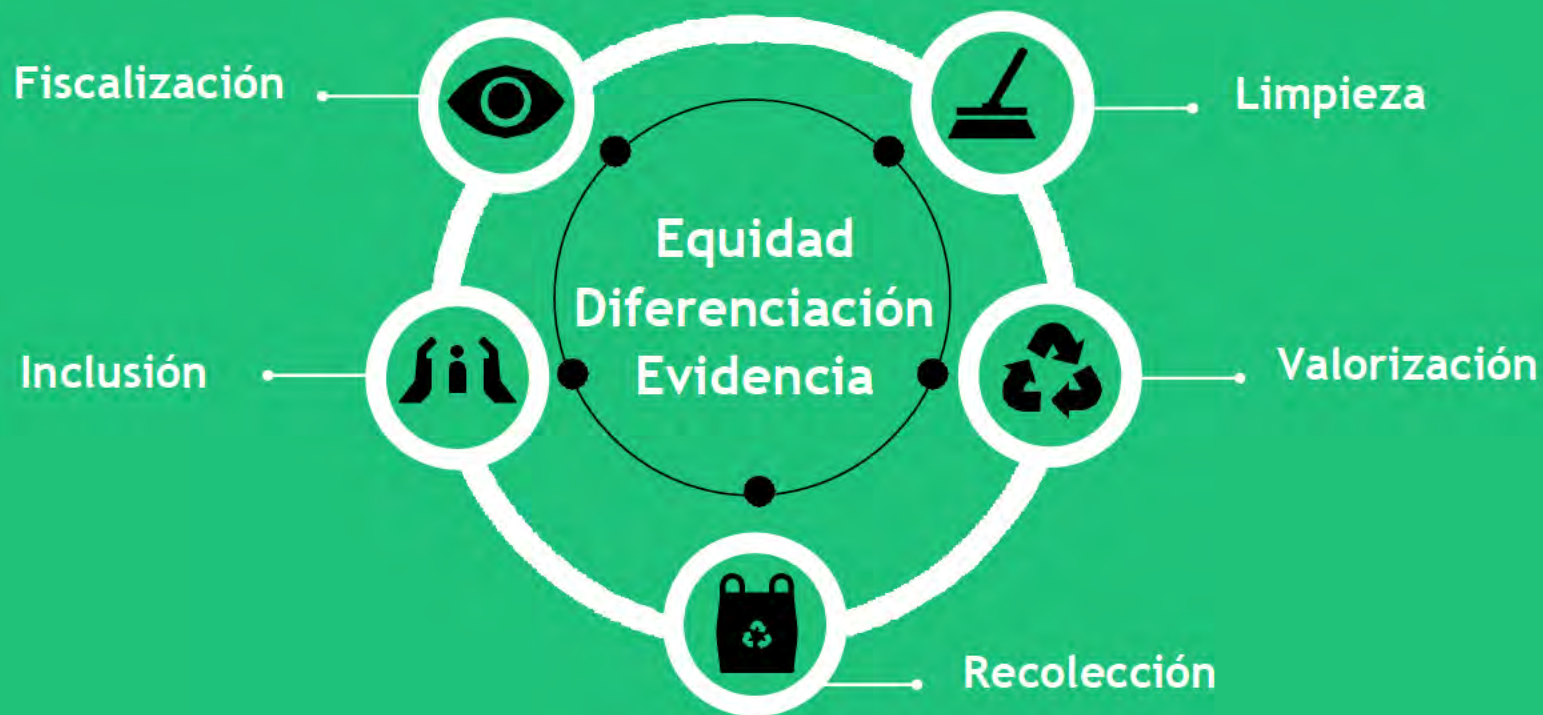 Fiscalización
Limpieza
Equidad
Diferenciación
Evidencia
Inclusión
Valorización
Recolección